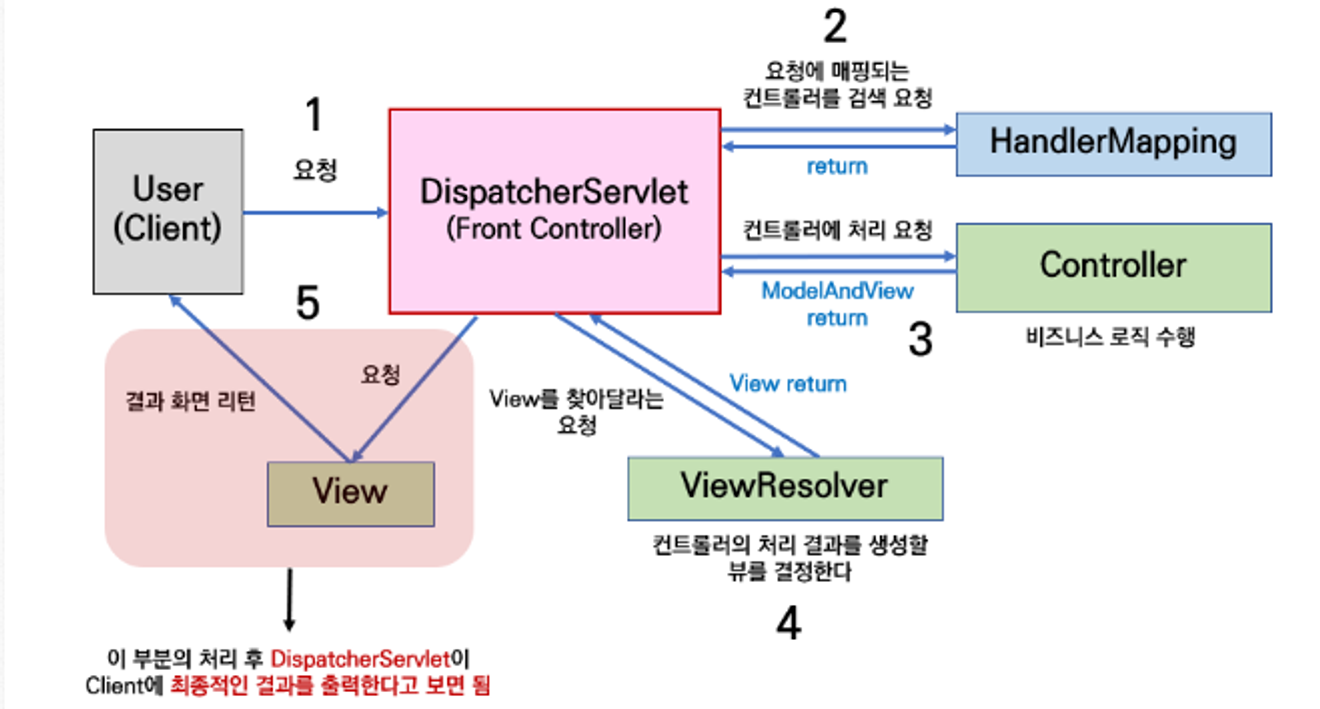 1
요청
User
(Client)
DispatcherServlet
(Front Controller)
2
요청에 매핑되는
컨트롤러를 검색 요청
return
HandlerMapping
컨트롤러에 처리 요청
ModelAndView
return
3
Controller
비즈니스 로직 수행
5
요청
결과 화면 리턴
View
View를 찾아달라는
요청
View return
ViewResolver
컨트롤러의 처리 결과를 생성할
뷰를 결정한다
4
이 부분의 처리 후 DispatcherServlet이
Client에 최종적인 결과를 출력한다고 보면 됨